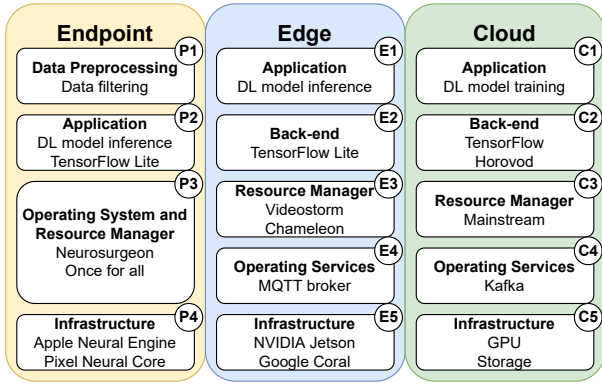 Endpoint
P1
Data Preprocessing
Data filtering
P2
Application
DL model inference
TensorFlow Lite
P3
Operating System and
Resource Manager
Neurosurgeon
Once for all
P4
Infrastructure
Apple Neural Engine
Pixel Neural Core
Edge
E1
Application
DL model inference
E2
Back-end
TensorFlow Lite
E3
Resource Manager
Videostorm
Chameleon
E4
Operating Services
MQTT broker
E5
Infrastructure
NVIDIA Jetson
Google Coral
Cloud
C1
Application
DL model training
C2
Back-end
TensorFlow
Horovod
C3
Resource Manager
Mainstream
C4
Operating Services
Kafka
C5
Infrastructure
GPU
Storage